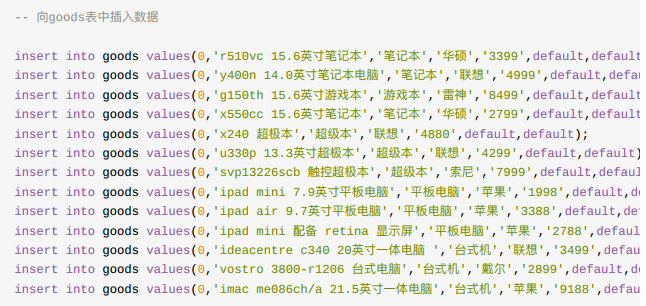 -- 向goods表中插入数据
insert into goods values(0,'r510vc 15.6英寸笔记本','笔记本','华硕','3399',default,default
insert into goods values(0,'y400n 14.0英寸笔记本电脑','笔记本','联想','4999',default,defau
insert into goods values(0,'g150th 15.6英寸游戏本','游戏本','雷神','8499',default,default
insert into goods values(0,'x550cc 15.6英寸笔记本','笔记本','华硕','2799',default,default
insert into goods values(0,'x240 超极本','超级本','联想','4880',default,default);
insert into goods values(0,'u330p 13.3英寸超极本','超级本','联想','4299',default,default)
insert into goods values(0,'svp13226scb 触控超极本','超级本','索尼','7999',default,default
insert into goods values(0,'ipad mini 7.9英寸平板电脑','平板电脑','苹果','1998',default,d
insert into goods values(0,'ipad air 9.7英寸平板电脑','平板电脑','苹果','3388',default,de
insert into goods values(0,'ipad mini 配备 retina 显示屏','平板电脑','苹果','2788',default
insert into goods values(0,'ideacentre c340 20英寸一体电脑 ','台式机','联想','3499',defau
insert into goods values(0,'vostro 3800-r1206 台式电脑','台式机','戴尔','2899',default,d
insert into goods values(0,'imac me086ch/a 21.5英寸一体电脑','台式机','苹果','9188',defau